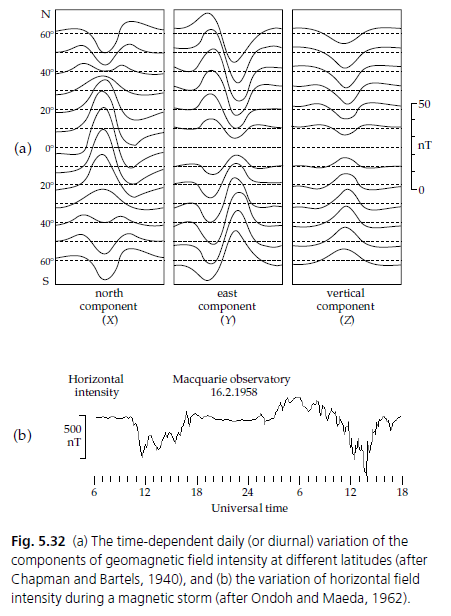 N
60°
40°
20°
(a) 0°
20°
40°
60°
S
50
nT
0
north
component
(X)
east
component
(Y)
vertical
component
(Z)
Horizontal
intensity
Macquarie observatory
16.2.1958
(b)
500
nT
6 12 18 24 6 12 18
Universal time
Fig. 5.32 (a) The time-dependent daily (or diurnal) variation of the
components of geomagnetic field intensity at different latitudes (after
Chapman and Bartels, 1940), and (b) the variation of horizontal field
intensity during a magnetic storm (after Ondoh and Maeda, 1962).